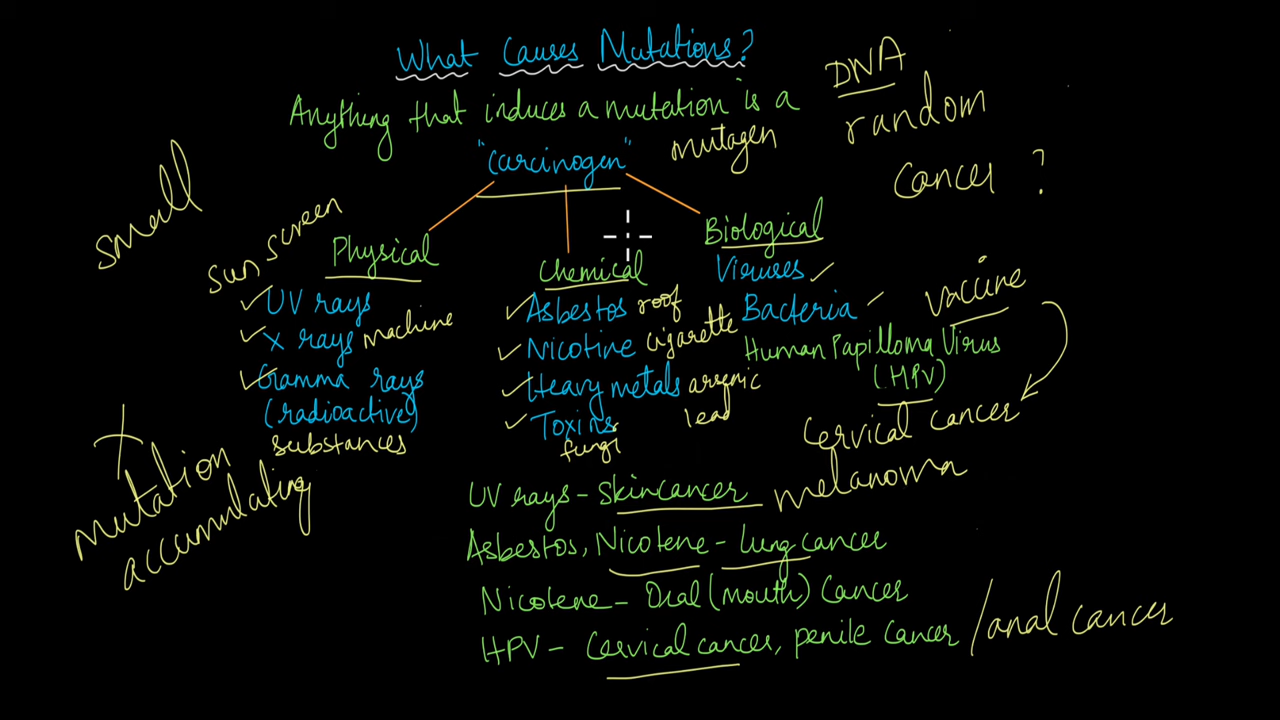 What Causes Mutations?
Anything that induces a mutation is a
"Carcinogen"
mutagen
DNA
random
Cancer ?
small
sun screen
Physical
UV rays
X rays machine
Gamma rays
(radioactive)
substances
Chemical
Asbestos roof
Nicotine cigarette
Heavy metals arsenic
lead
Toxins
fungi
Biological
Viruses
Bacteria
Human Papilloma Virus
(HPV)
vaccine
Cervical cancer
mutation
accumulating
UV rays - Skin cancer melanoma
Asbestos, Nicotene - Lung cancer
Nicotene - Oral (mouth) Cancer
HPV - Cervical cancer, penile cancer / anal cancer